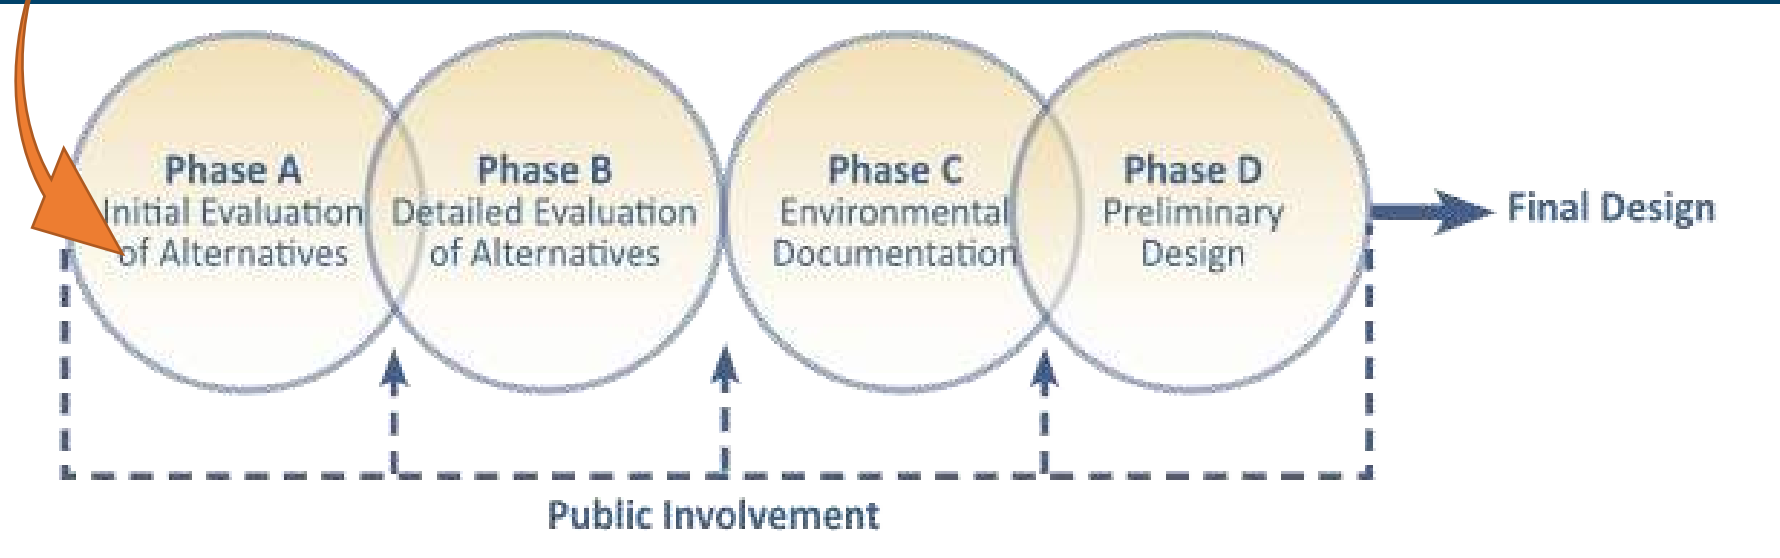 Phase A
Initial Evaluation
of Alternatives
Phase B
Detailed Evaluation
of Alternatives
Phase C
Environmental
Documentation
Phase D
Preliminary
Design
Final Design
Public Involvement